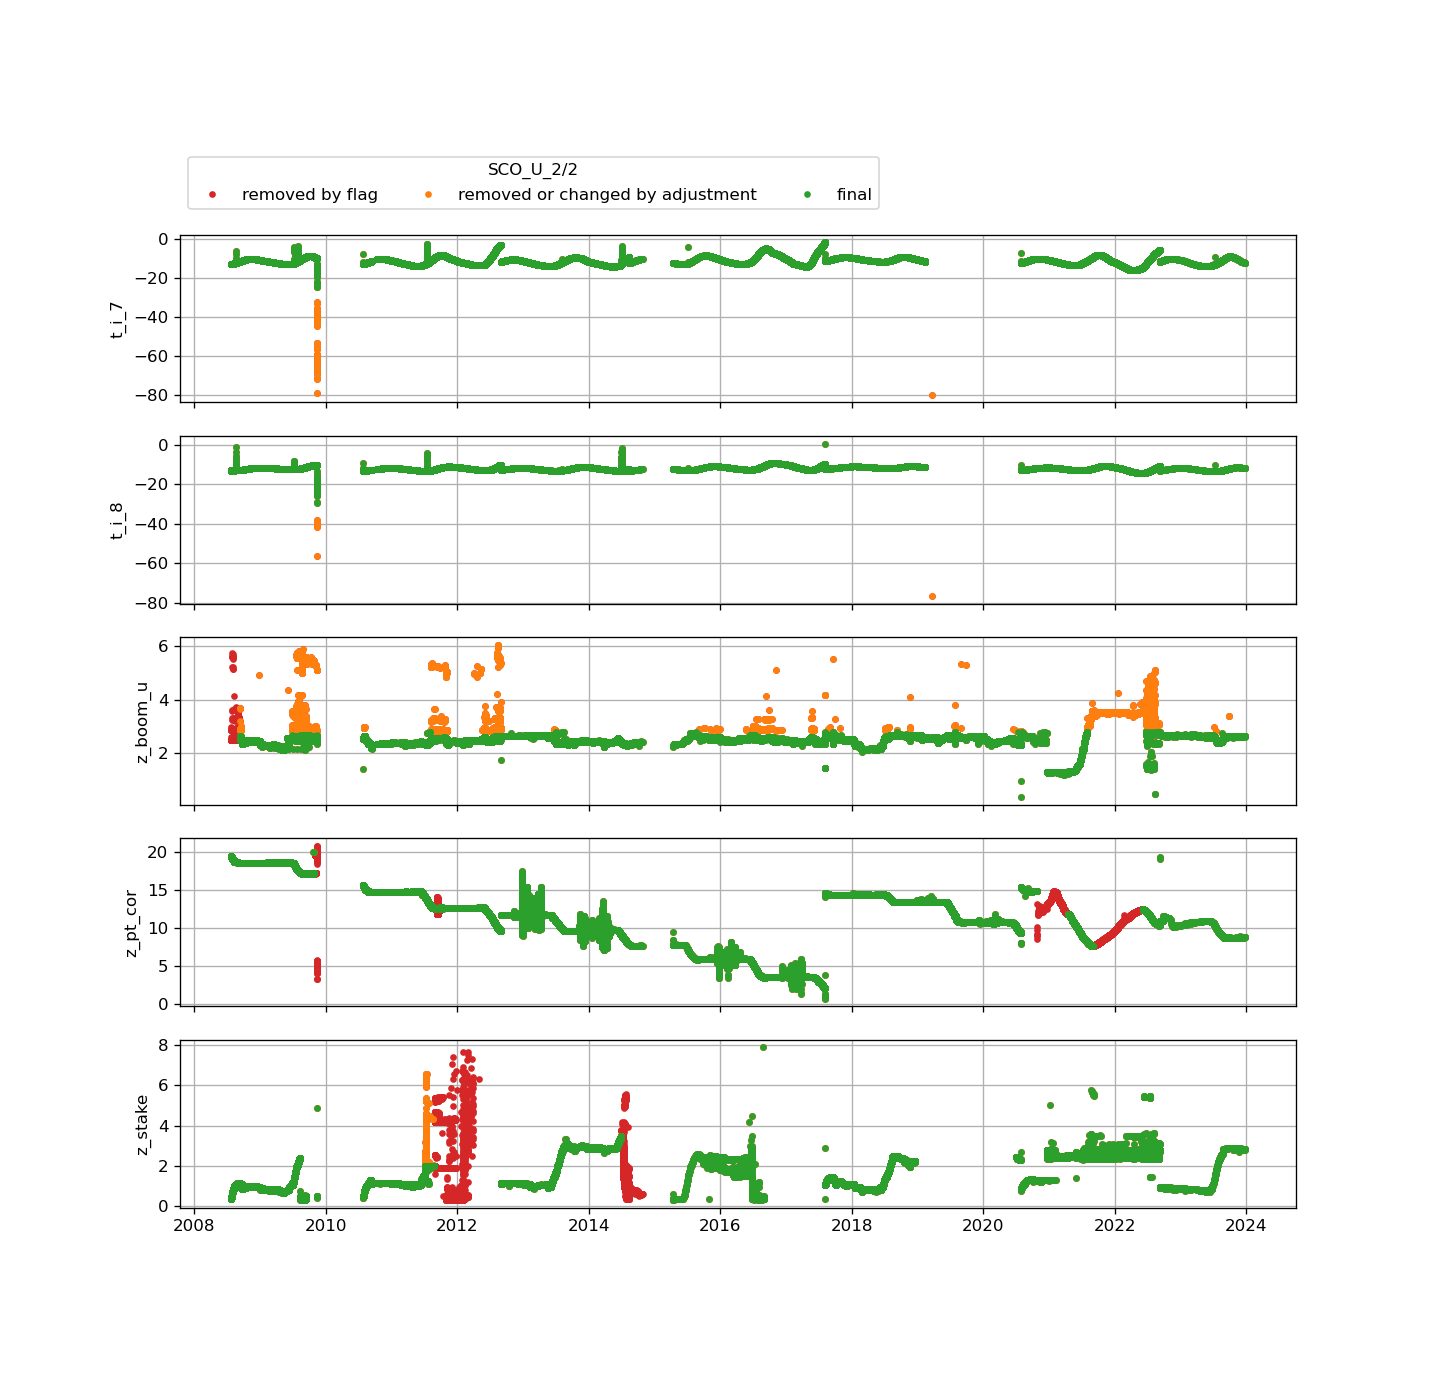 SCO_U_2/2
removed by flag removed or changed by adjustment final
0
−20
−40
−60
−80
t_i_7
0
−20
−40
−60
−80
t_i_8
6
4
2
z_boom_u
20
15
10
5
0
z_pt_cor
8
6
4
2
0
z_stake
2008 2010 2012 2014 2016 2018 2020 2022 2024